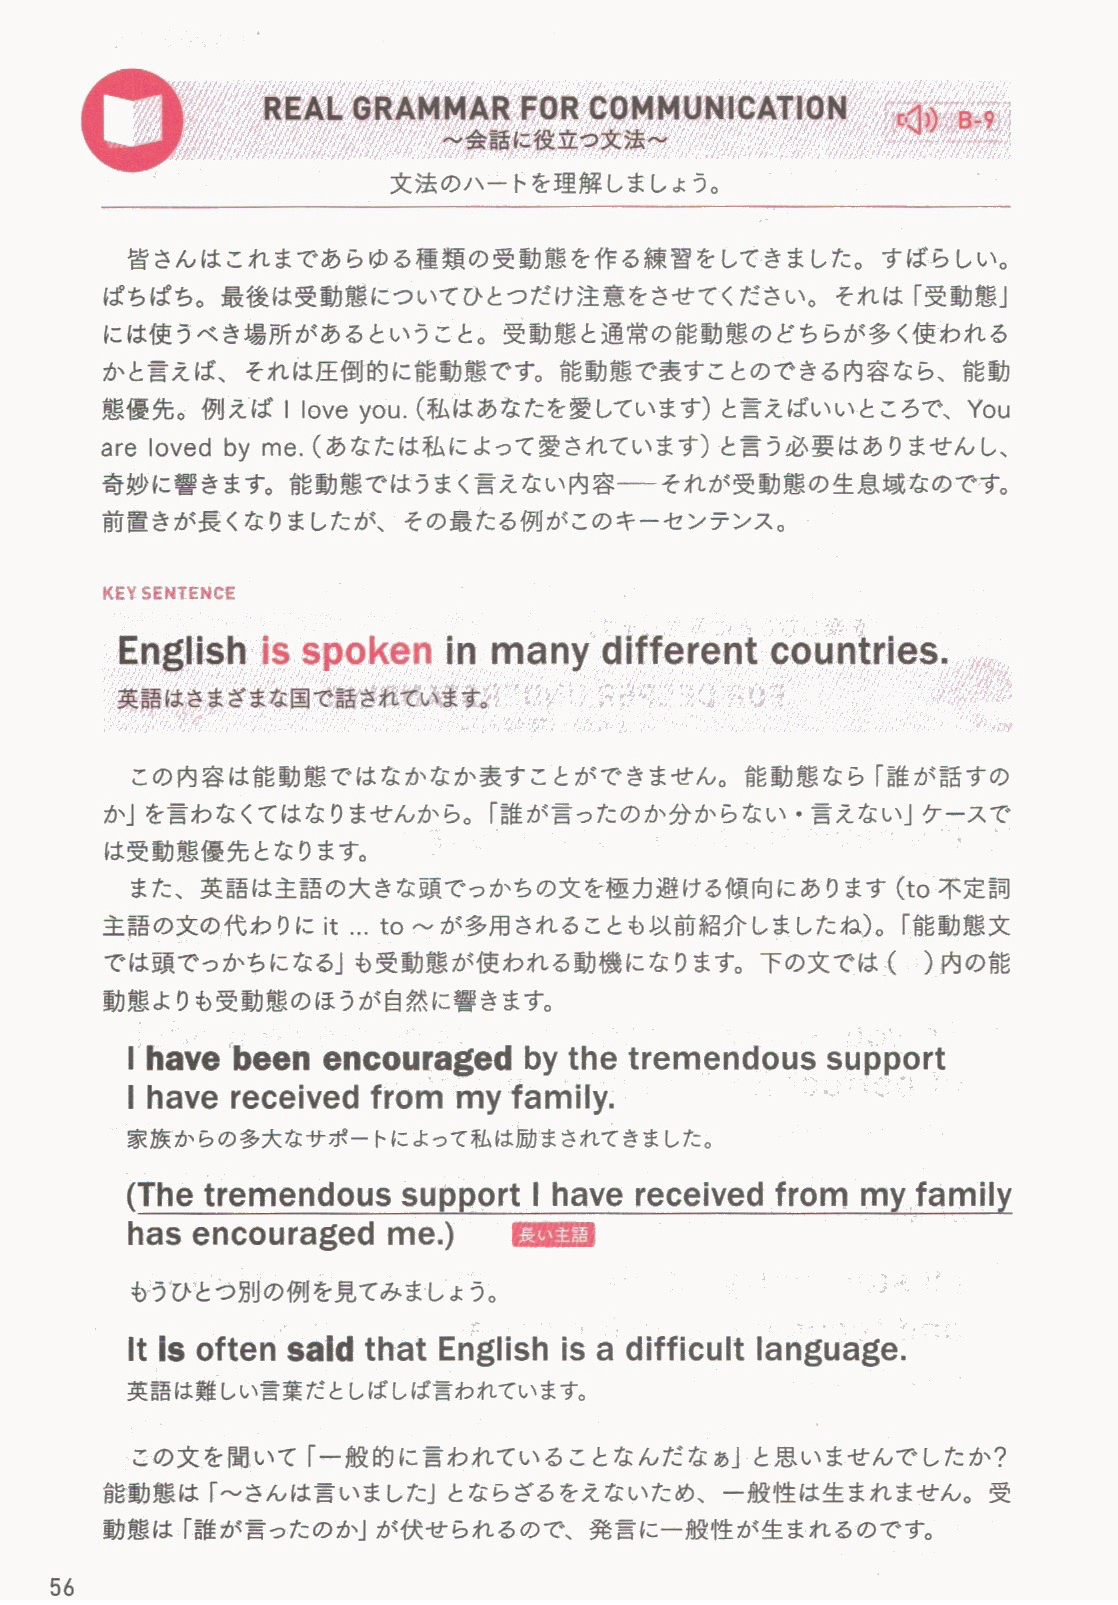 REAL GRAMMAR FOR COMMUNICATION
B-9
〜会話に役立つ文法〜
文法のハートを理解しましょう。
皆さんはこれまであらゆる種類の受動態を作る練習をしてきました。すばらしい。
ぱちぱち。最後は受動態についてひとつだけ注意をさせてください。それは「受動態」
には使うべき場所があるということ。受動態と通常の能動態のどちらが多く使われる
かと言えば、それは圧倒的に能動態です。能動態で表すことのできる内容なら、能動
態優先。例えば I love you.（私はあなたを愛しています）と言えばいいところで、You
are loved by me.（あなたは私によって愛されています）と言う必要はありませんし、
奇妙に響きます。能動態ではうまく言えない内容──それが受動態の生息域なのです。
前置きが長くなりましたが、その最たる例がこのキーセンテンス。
KEY SENTENCE
English is spoken in many different countries.
英語はさまざまな国で話されています。
この内容は能動態ではなかなか表すことができません。能動態なら「誰が話すの
か」を言わなくてはなりませんから。「誰が言ったのか分からない・言えない」ケースで
は受動態優先となります。
また、英語は主語の大きな頭でっかちの文を極力避ける傾向にあります（to 不定詞
主語の文の代わりに it … to 〜 が多用されることも以前紹介しましたね）。「能動態文
では頭でっかちになる」も受動態が使われる動機になります。下の文では（　）内の能
動態よりも受動態のほうが自然に響きます。
I have been encouraged by the tremendous support
I have received from my family.
家族からの多大なサポートによって私は励まされてきました。
(The tremendous support I have received from my family
has encouraged me.) 長い主語
もうひとつ別の例を見てみましょう。
It is often said that English is a difficult language.
英語は難しい言葉だとしばしば言われています。
この文を聞いて「一般的に言われていることなんだなぁ」と思いませんでしたか？
能動態は「〜さんは言いました」とならざるをえないため、一般性は生まれません。受
動態は「誰が言ったのか」が伏せられるので、発言に一般性が生まれるのです。
56